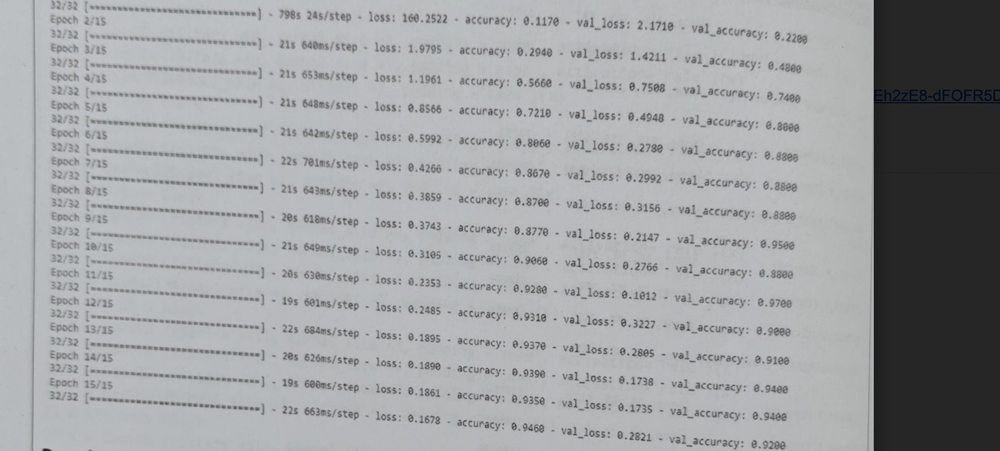 32/32 [==============================] - 798s 24s/step - loss: 160.2522 - accuracy: 0.1170 - val_loss: 2.1710 - val_accuracy: 0.2200
Epoch 2/15
32/32 [==============================] - 21s 640ms/step - loss: 1.9795 - accuracy: 0.2940 - val_loss: 1.4211 - val_accuracy: 0.4800
Epoch 3/15
32/32 [==============================] - 21s 653ms/step - loss: 1.1961 - accuracy: 0.5660 - val_loss: 0.7508 - val_accuracy: 0.7400
Epoch 4/15
32/32 [==============================] - 21s 648ms/step - loss: 0.8566 - accuracy: 0.7210 - val_loss: 0.4948 - val_accuracy: 0.8000
Epoch 5/15
32/32 [==============================] - 21s 642ms/step - loss: 0.5992 - accuracy: 0.8060 - val_loss: 0.2780 - val_accuracy: 0.8800
Epoch 6/15
32/32 [==============================] - 22s 701ms/step - loss: 0.4266 - accuracy: 0.8670 - val_loss: 0.2992 - val_accuracy: 0.8800
Epoch 7/15
32/32 [==============================] - 21s 643ms/step - loss: 0.3859 - accuracy: 0.8700 - val_loss: 0.3156 - val_accuracy: 0.8800
Epoch 8/15
32/32 [==============================] - 20s 618ms/step - loss: 0.3743 - accuracy: 0.8770 - val_loss: 0.2147 - val_accuracy: 0.9500
Epoch 9/15
32/32 [==============================] - 21s 649ms/step - loss: 0.3105 - accuracy: 0.9060 - val_loss: 0.2766 - val_accuracy: 0.8800
Epoch 10/15
32/32 [==============================] - 20s 630ms/step - loss: 0.2353 - accuracy: 0.9280 - val_loss: 0.1012 - val_accuracy: 0.9700
Epoch 11/15
32/32 [==============================] - 19s 601ms/step - loss: 0.2485 - accuracy: 0.9310 - val_loss: 0.3227 - val_accuracy: 0.9000
Epoch 12/15
32/32 [==============================] - 22s 684ms/step - loss: 0.1895 - accuracy: 0.9370 - val_loss: 0.2805 - val_accuracy: 0.9100
Epoch 13/15
32/32 [==============================] - 20s 626ms/step - loss: 0.1890 - accuracy: 0.9390 - val_loss: 0.1738 - val_accuracy: 0.9400
Epoch 14/15
32/32 [==============================] - 19s 600ms/step - loss: 0.1861 - accuracy: 0.9350 - val_loss: 0.1735 - val_accuracy: 0.9400
Epoch 15/15
32/32 [==============================] - 22s 663ms/step - loss: 0.1678 - accuracy: 0.9460 - val_loss: 0.2821 - val_accuracy: 0.9200
Eh2zE8-dFOFR5D